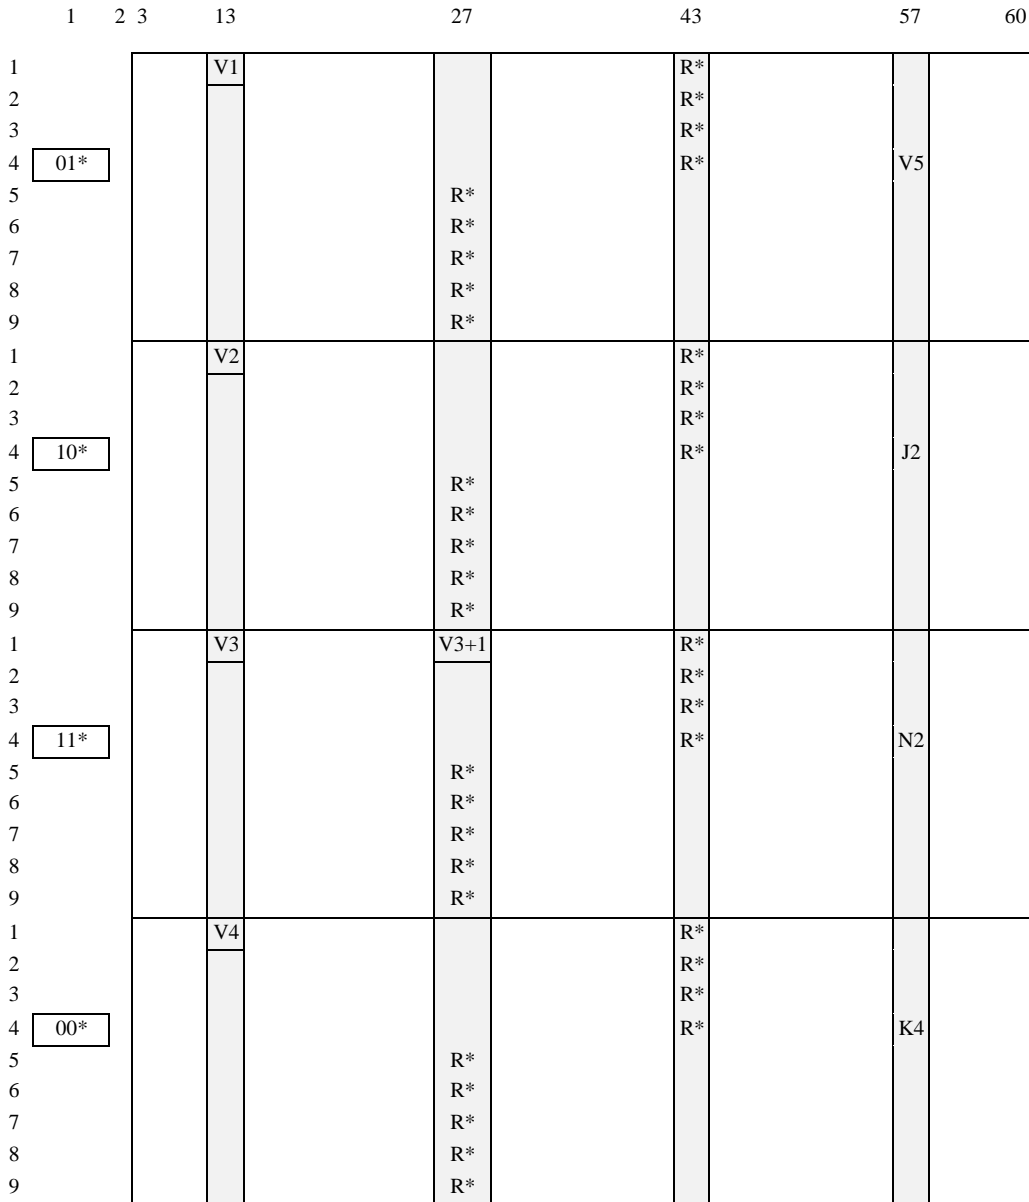 1 2 3 13 27 43 57 60
1 V1 R*
2 R*
3 R*
4 01* R* V5
5 R*
6 R*
7 R*
8 R*
9 R*
1 V2 R*
2 R*
3 R*
4 10* R* J2
5 R*
6 R*
7 R*
8 R*
9 R*
1 V3 V3+1 R*
2 R*
3 R*
4 11* R* N2
5 R*
6 R*
7 R*
8 R*
9 R*
1 V4 R*
2 R*
3 R*
4 00* R* K4
5 R*
6 R*
7 R*
8 R*
9 R*